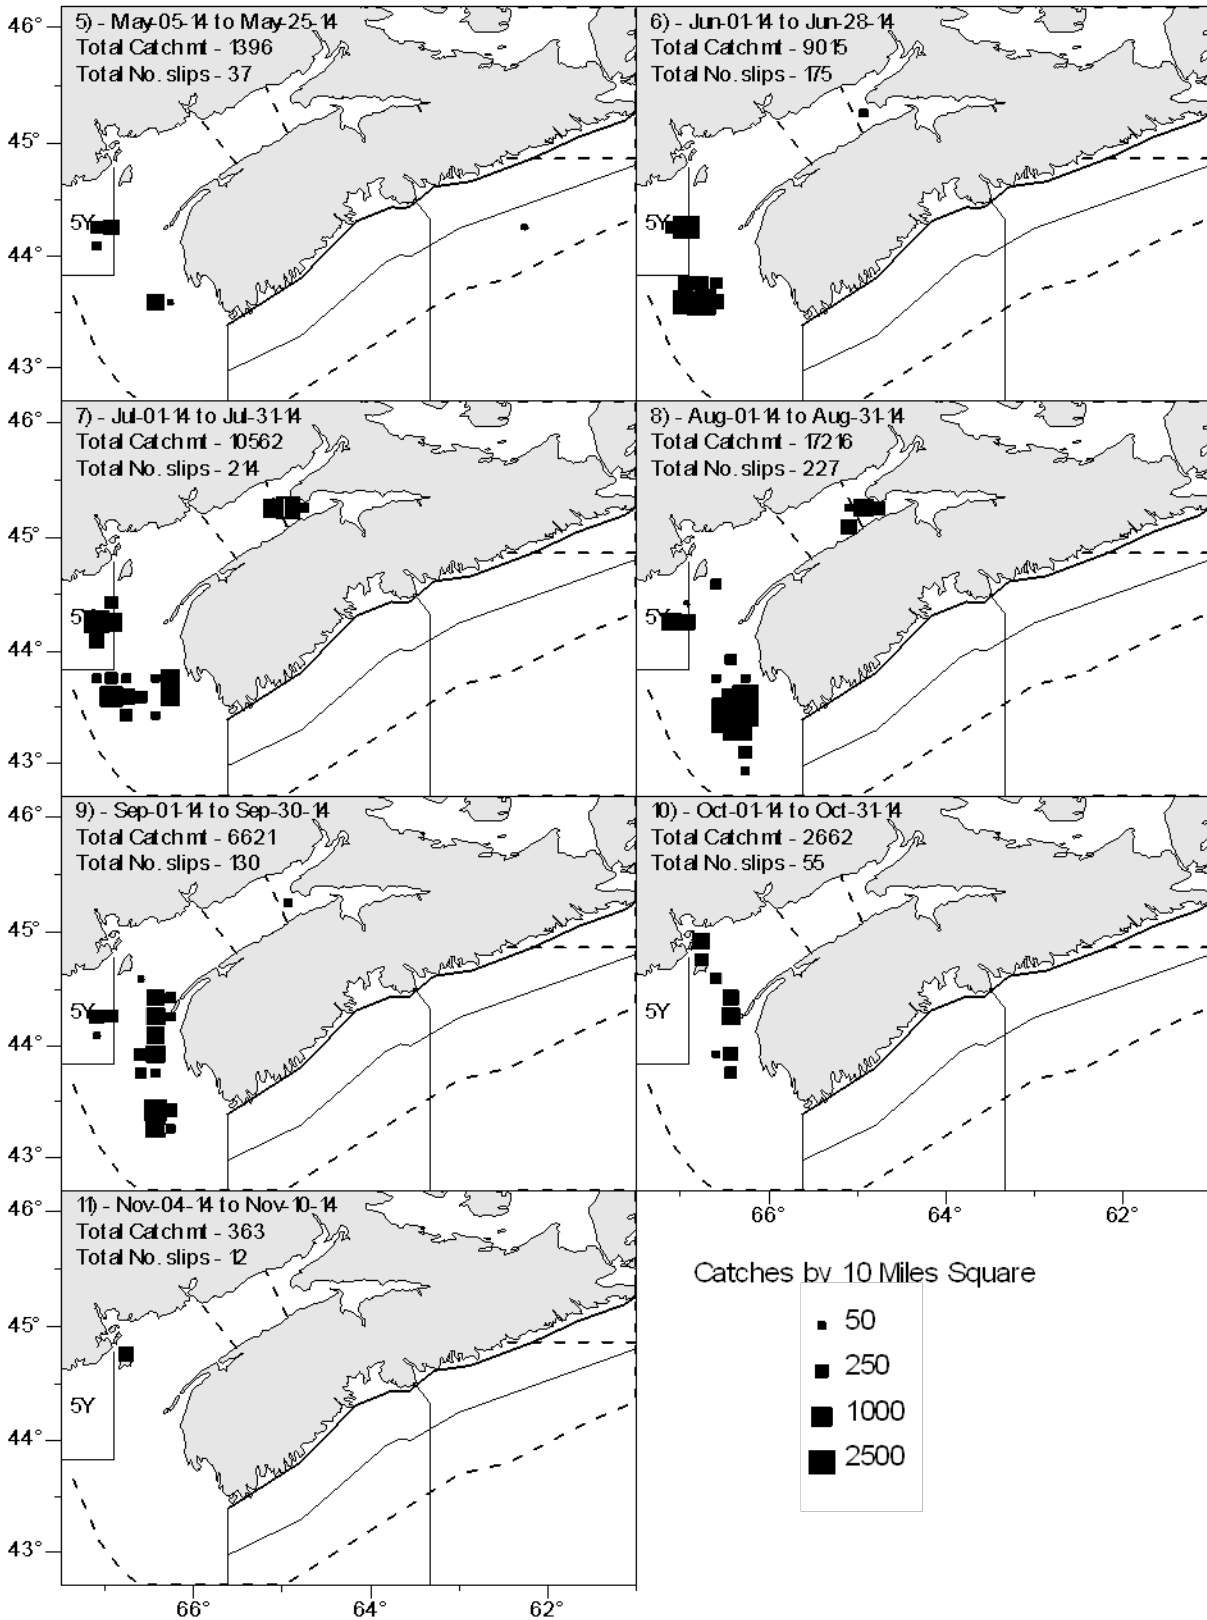 5) - May-05-14 to May-25-14
Total Catch mt - 1396
Total No. slips - 37
6) - Jun-01-14 to Jun-28-14
Total Catch mt - 9015
Total No. slips - 175
46°
45°
44°
43°
5Y
5Y
7) - Jul-01-14 to Jul-31-14
Total Catch mt - 10562
Total No. slips - 214
8) - Aug-01-14 to Aug-31-14
Total Catch mt - 17216
Total No. slips - 227
46°
45°
44°
43°
5
5Y
9) - Sep-01-14 to Sep-30-14
Total Catch mt - 6621
Total No. slips - 130
10) - Oct-01-14 to Oct-31-14
Total Catch mt - 2662
Total No. slips - 55
46°
45°
44°
43°
5Y
5Y
66°
64°
62°
11) - Nov-04-14 to Nov-10-14
Total Catch mt - 363
Total No. slips - 12
46°
45°
44°
43°
5Y
66°
64°
62°
Catches by 10 Miles Square
50
250
1000
2500